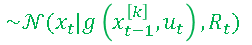 ~𝒩(x_t|g(x_{t-1}^{[k]}, u_t), R_t)